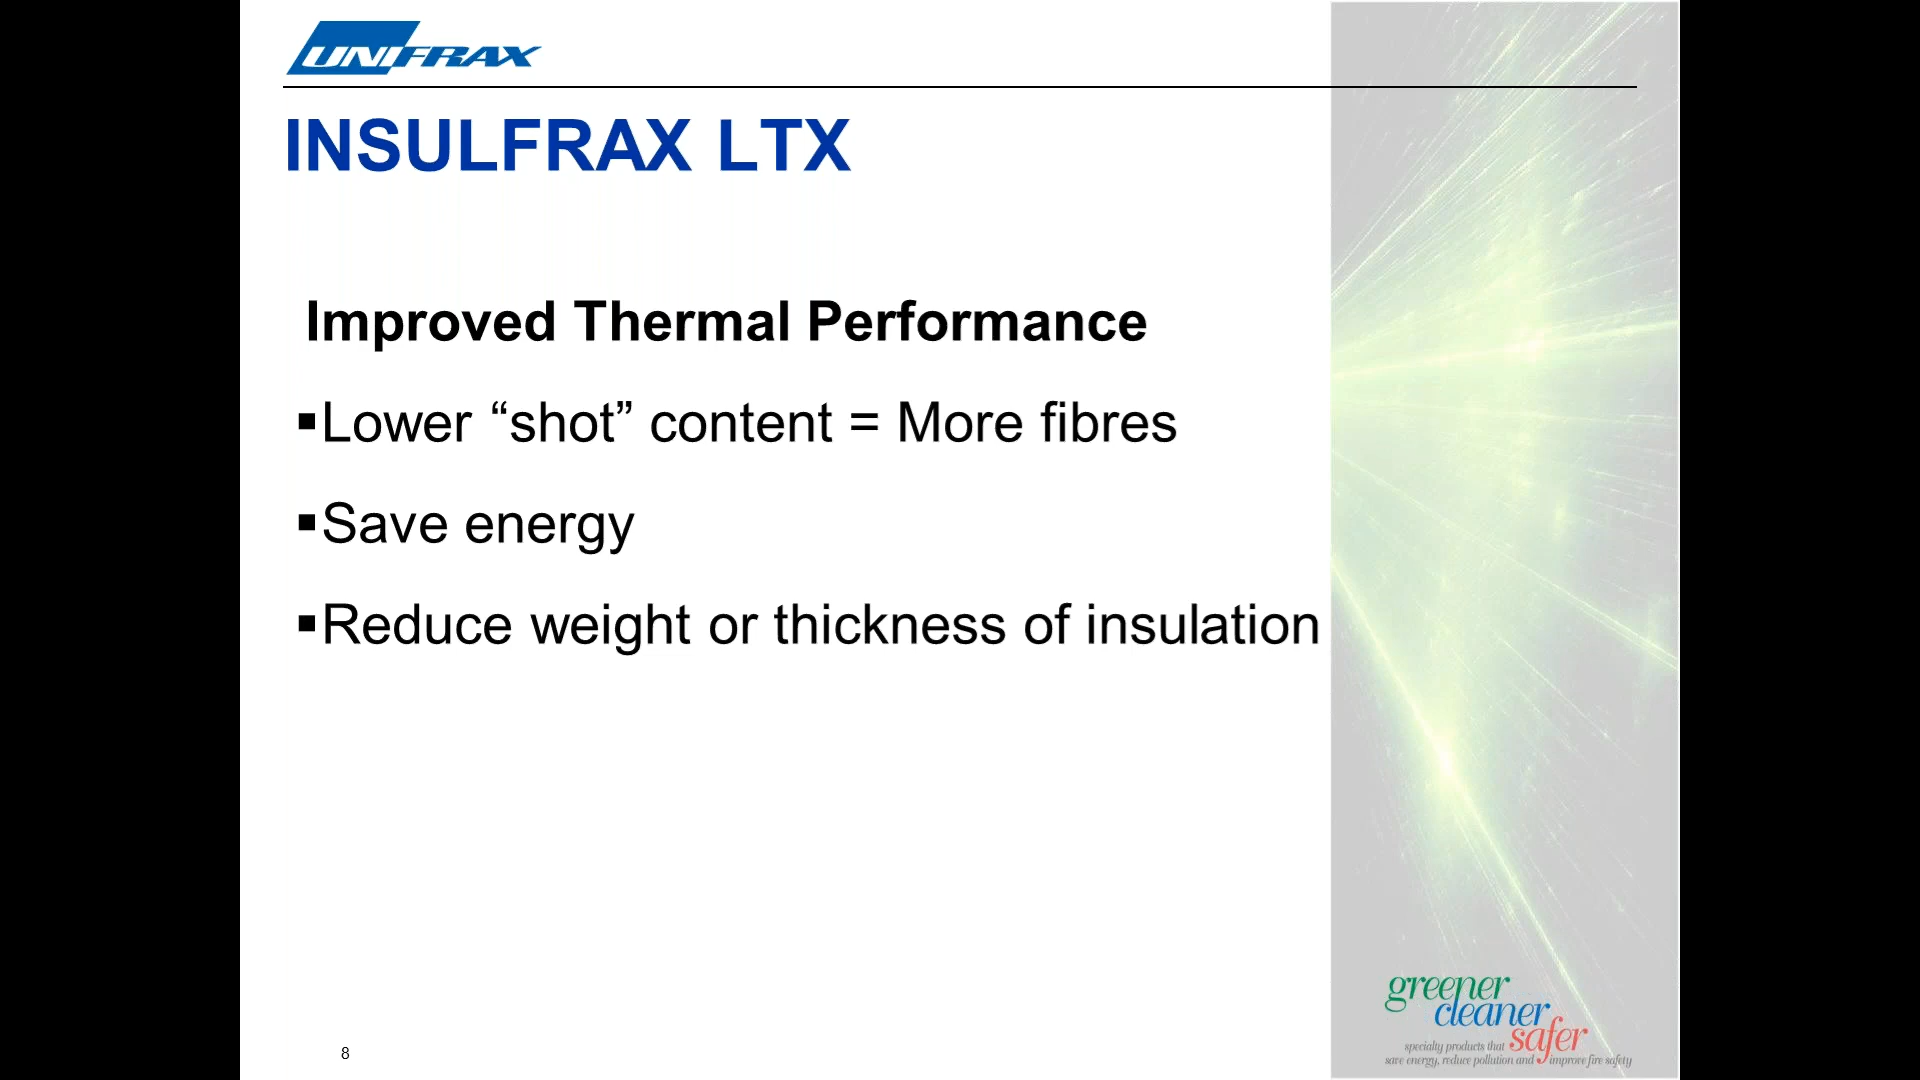 UNIFRAX
INSULFRAX LTX
Improved Thermal Performance
▪Lower “shot” content = More fibres
▪Save energy
▪Reduce weight or thickness of insulation
greener
cleaner
safer
specialty products that
save energy, reduce pollution and improve fire safety
8